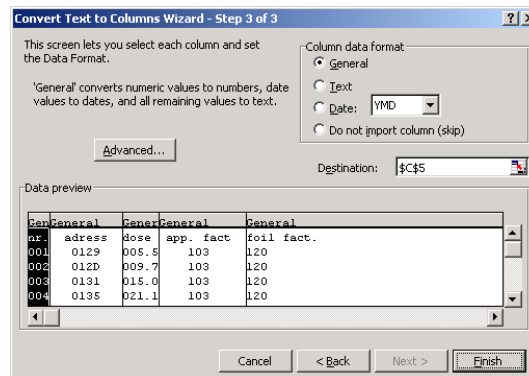 Convert Text to Columns Wizard - Step 3 of 3
This screen lets you select each column and set
the Data Format.
'General' converts numeric values to numbers, date
values to dates, and all remaining values to text.
Advanced...
Column data format
General
Text
Date: YMD
Do not import column (skip)
Destination: $C$5
Data preview
Gen General Gener General General
nr. adress dose app. fact foil fact.
001 0129 005.5 103 120
002 012D 009.7 103 120
003 0131 015.0 103 120
004 0135 021.1 103 120
Cancel < Back Next > Finish